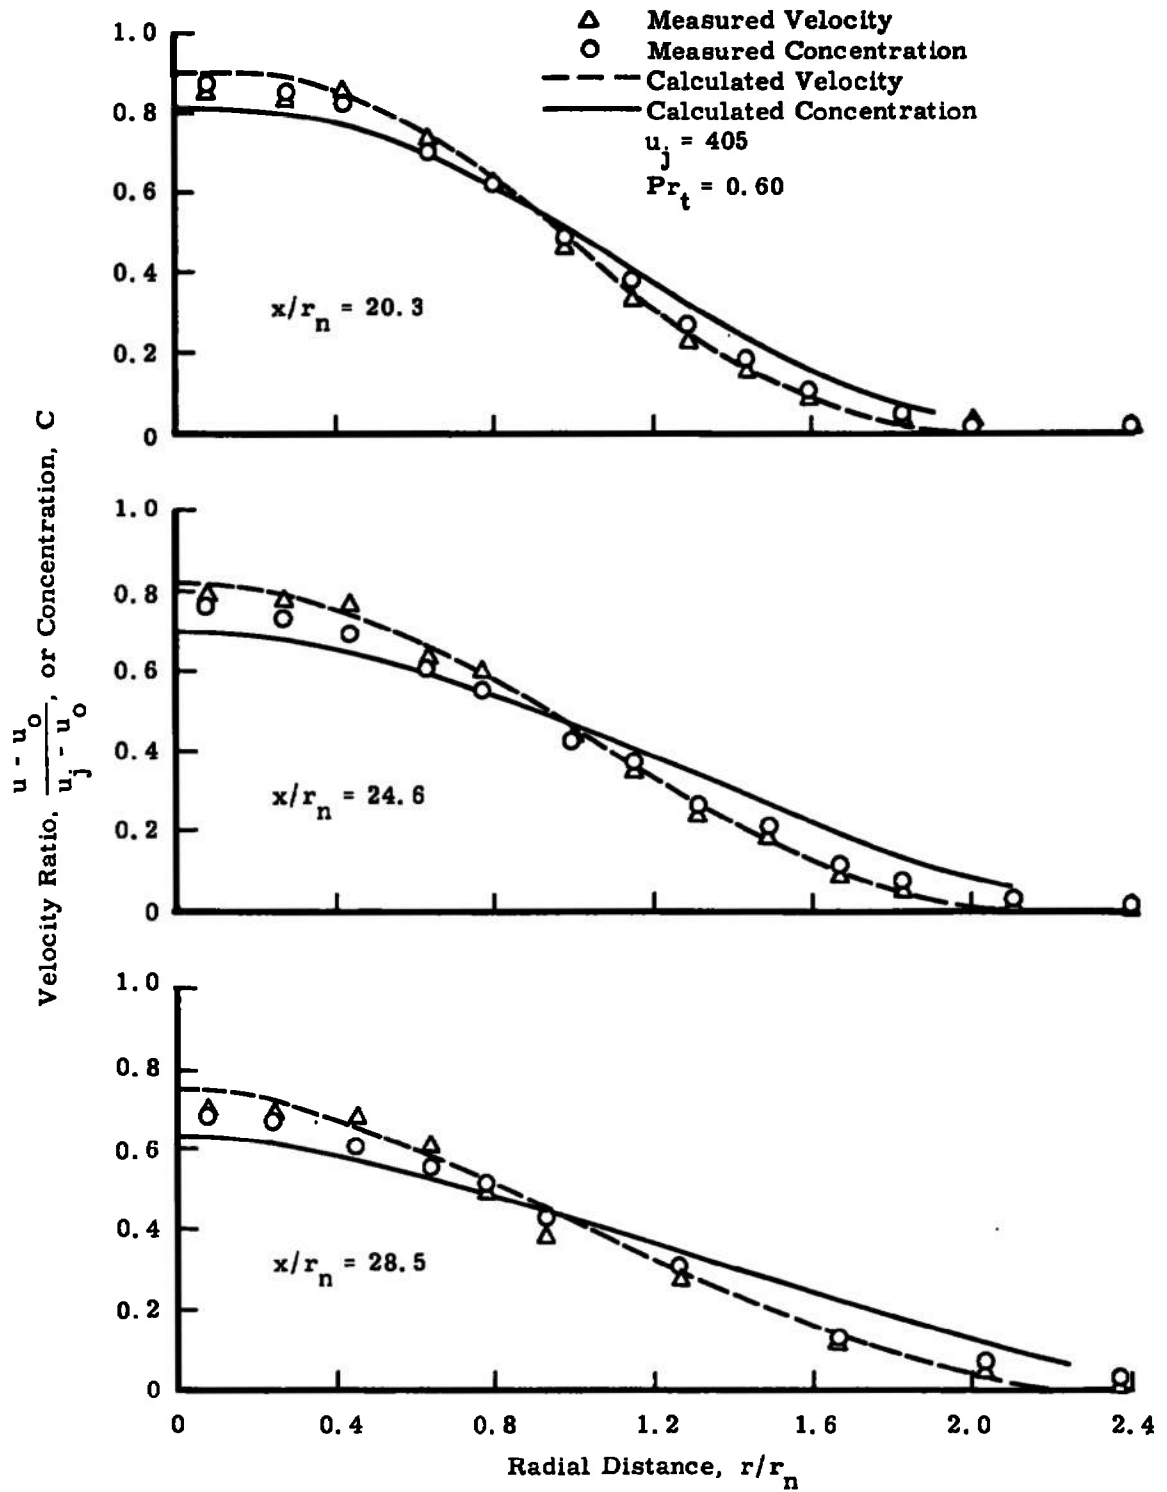 Measured Velocity
Measured Concentration
Calculated Velocity
Calculated Concentration
u_j = 405
Pr_t = 0.60
1.0
0.8
0.6
0.4
0.2
0
x/r_n = 20.3
1.0
0.8
0.6
0.4
0.2
0
x/r_n = 24.6
1.0
0.8
0.6
0.4
0.2
0
x/r_n = 28.5
0 0.4 0.8 1.2 1.6 2.0 2.4
Radial Distance, r/r_n
Velocity Ratio, (u - u_o)/(u_j - u_o), or Concentration, C